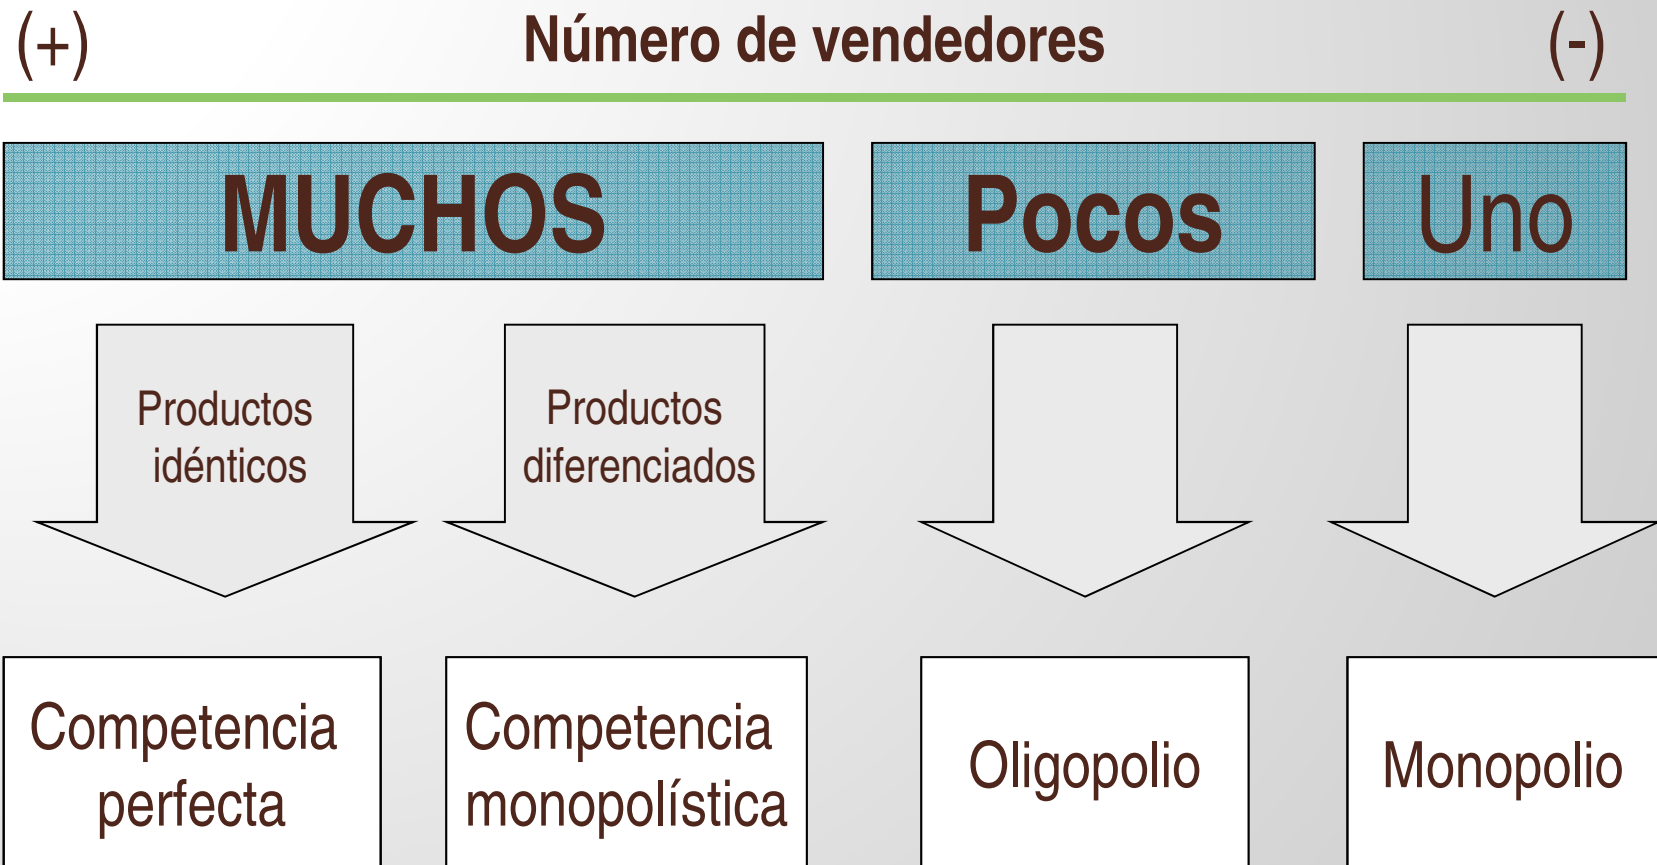 (+) Número de vendedores (-)
MUCHOS Pocos Uno
Productos
idénticos
Productos
diferenciados
Competencia
perfecta
Competencia
monopolística
Oligopolio
Monopolio